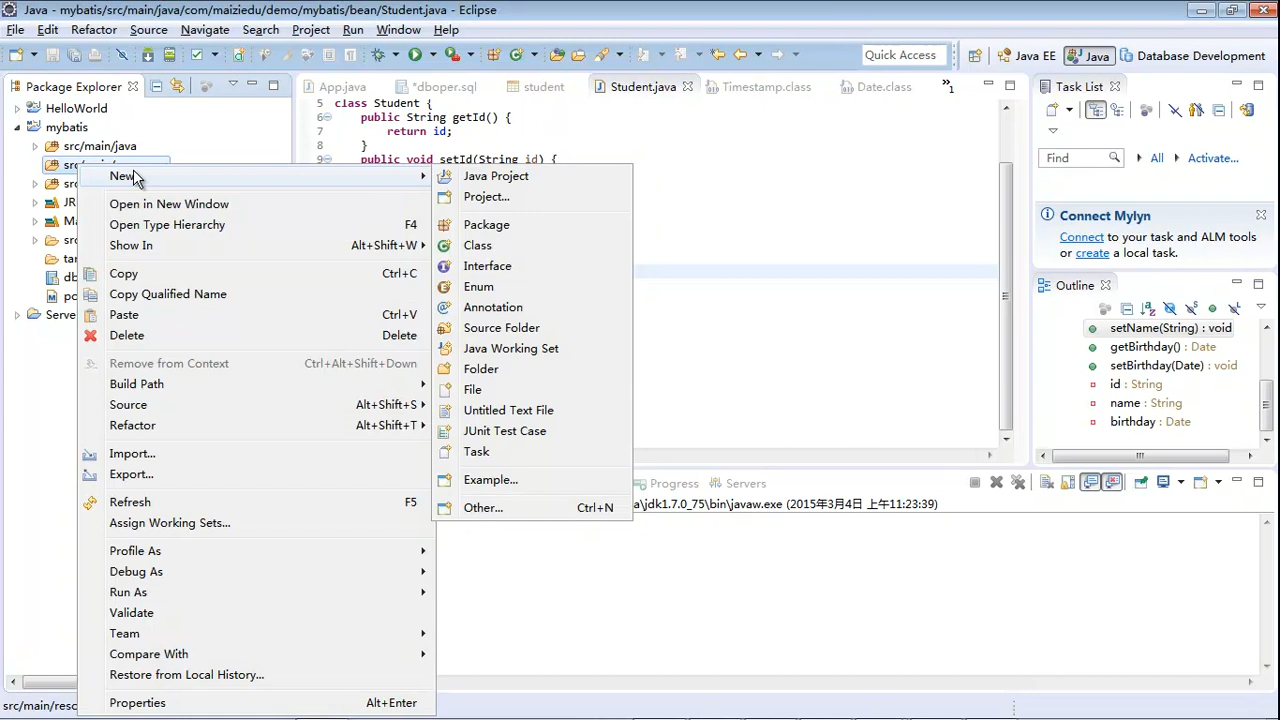 Java - mybatis/src/main/java/com/maiziedu/demo/mybatis/bean/Student.java - Eclipse
File Edit Refactor Source Navigate Search Project Run Window Help
Quick Access Java EE Java Database Development
Package Explorer
HelloWorld
mybatis
src/main/java
App.java *dboper.sql student Student.java Timestamp.class Date.class »1
5 class Student {
6 public String getId() {
7 return id;
8 }
9 public void setId(String id) {
New
Open in New Window
Open Type Hierarchy F4
Show In Alt+Shift+W
Copy Ctrl+C
Copy Qualified Name
Paste Ctrl+V
Delete Delete
Remove from Context Ctrl+Alt+Shift+Down
Build Path
Source Alt+Shift+S
Refactor Alt+Shift+T
Import...
Export...
Refresh F5
Assign Working Sets...
Profile As
Debug As
Run As
Validate
Team
Compare With
Restore from Local History...
Properties Alt+Enter
Java Project
Project...
Package
Class
Interface
Enum
Annotation
Source Folder
Java Working Set
Folder
File
Untitled Text File
JUnit Test Case
Task
Example...
Other... Ctrl+N
Task List
Find All Activate...
Connect Mylyn
Connect to your task and ALM tools
or create a local task.
Outline
setName(String) : void
getBirthday() : Date
setBirthday(Date) : void
id : String
name : String
birthday : Date
Progress Servers
a\jdk1.7.0_75\bin\javaw.exe (2015年3月4日 上午11:23:39)